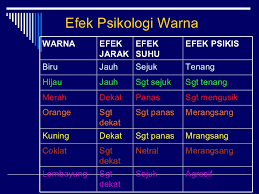 Efek Psikologi Warna
WARNA EFEK JARAK EFEK SUHU EFEK PSIKIS
Biru Jauh Sejuk Tenang
Hijau Jauh Sgt sejuk Sgt tenang
Merah Dekat Panas Sgt mengusik
Orange Sgt dekat Sgt panas Merangsang
Kuning Dekat Sgt panas Mrangsang
Coklat Sgt dekat Netral Merangsang
Lembayung Sgt dekat Sejuk Agresif